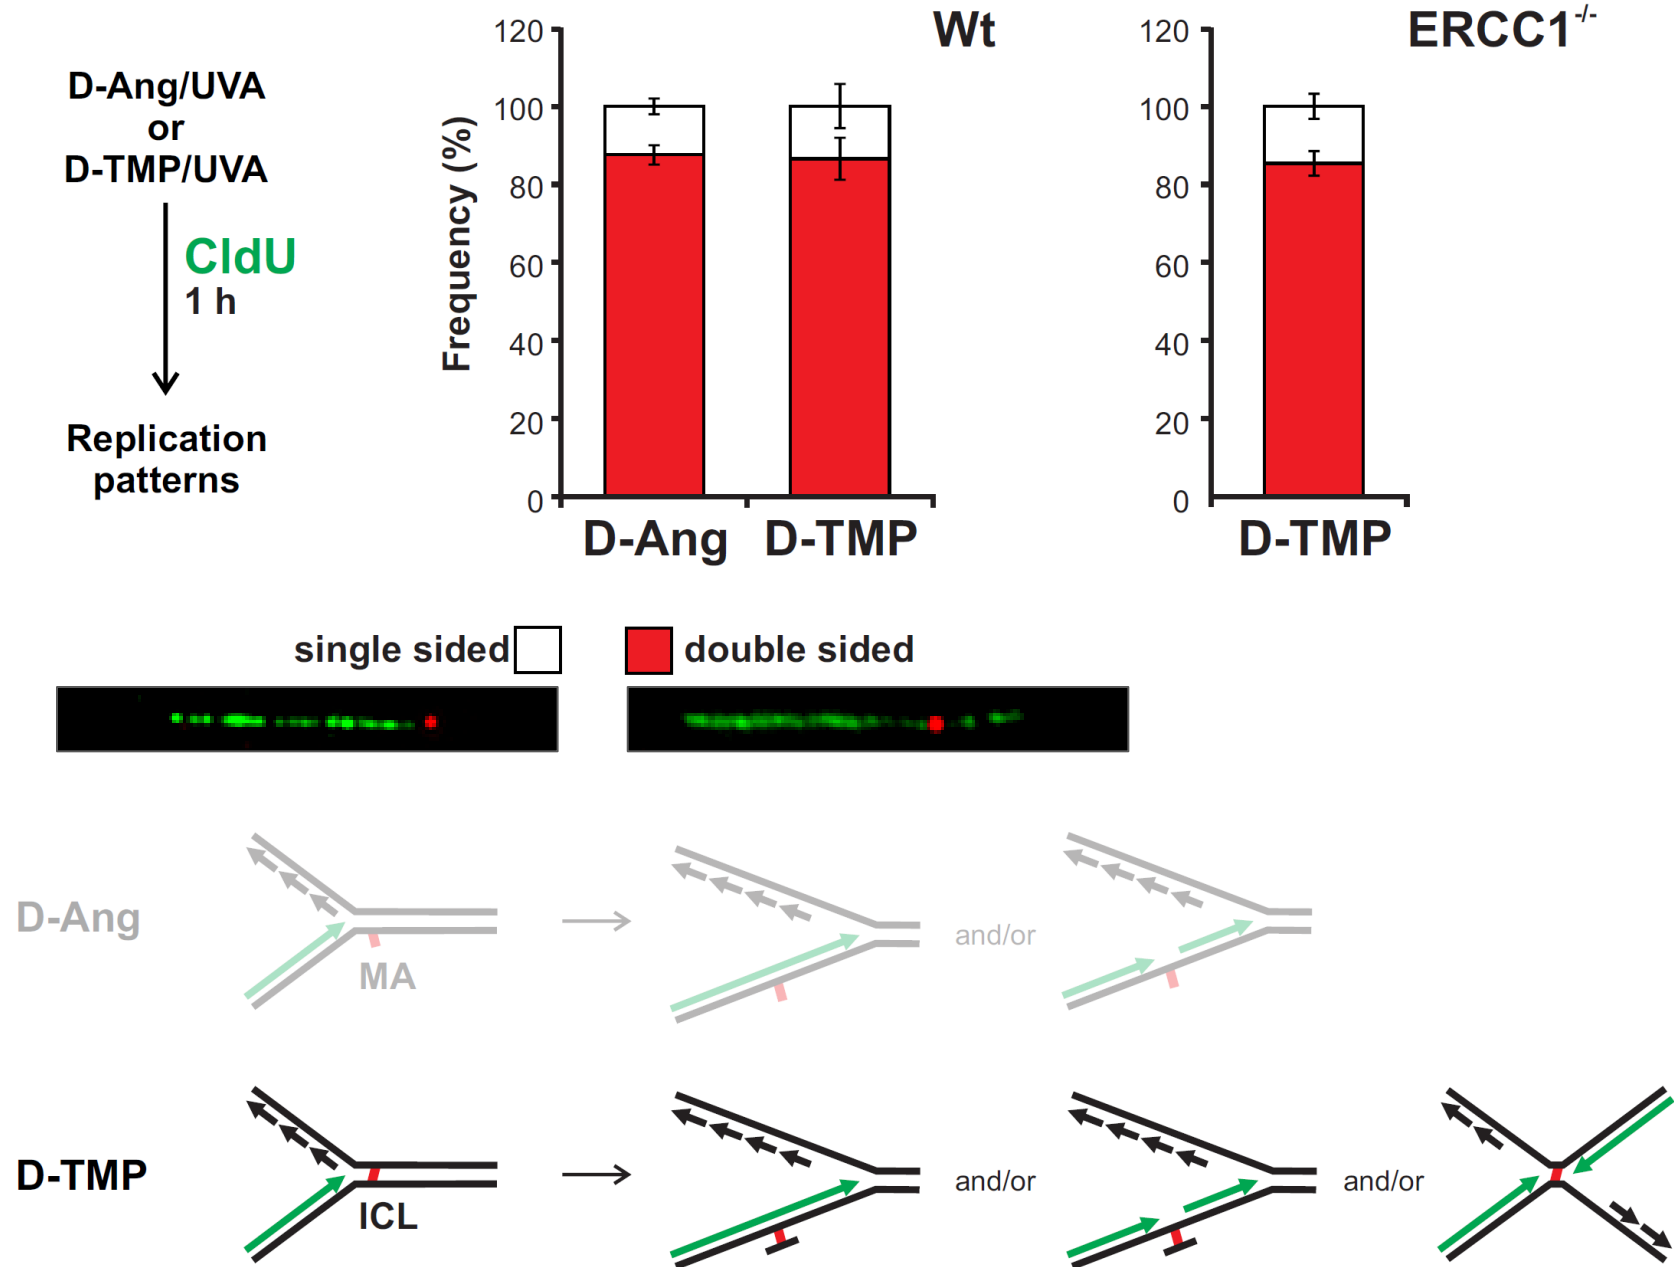 D-Ang/UVA
or
D-TMP/UVA
CldU
1 h
Replication
patterns
Wt
Frequency (%)
120
100
80
60
40
20
0
D-Ang D-TMP
ERCC1-/-
120
100
80
60
40
20
0
D-TMP
single sided
double sided
D-Ang
MA
and/or
D-TMP
ICL
and/or
and/or